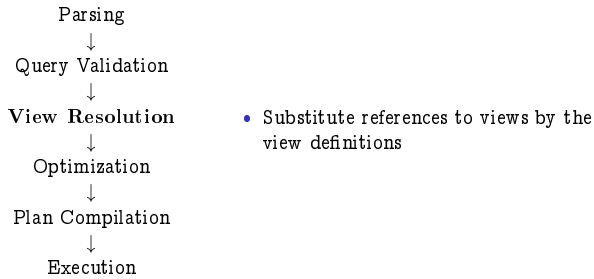 Parsing
↓
Query Validation
↓
View Resolution
↓
Optimization
↓
Plan Compilation
↓
Execution
• Substitute references to views by the
view definitions